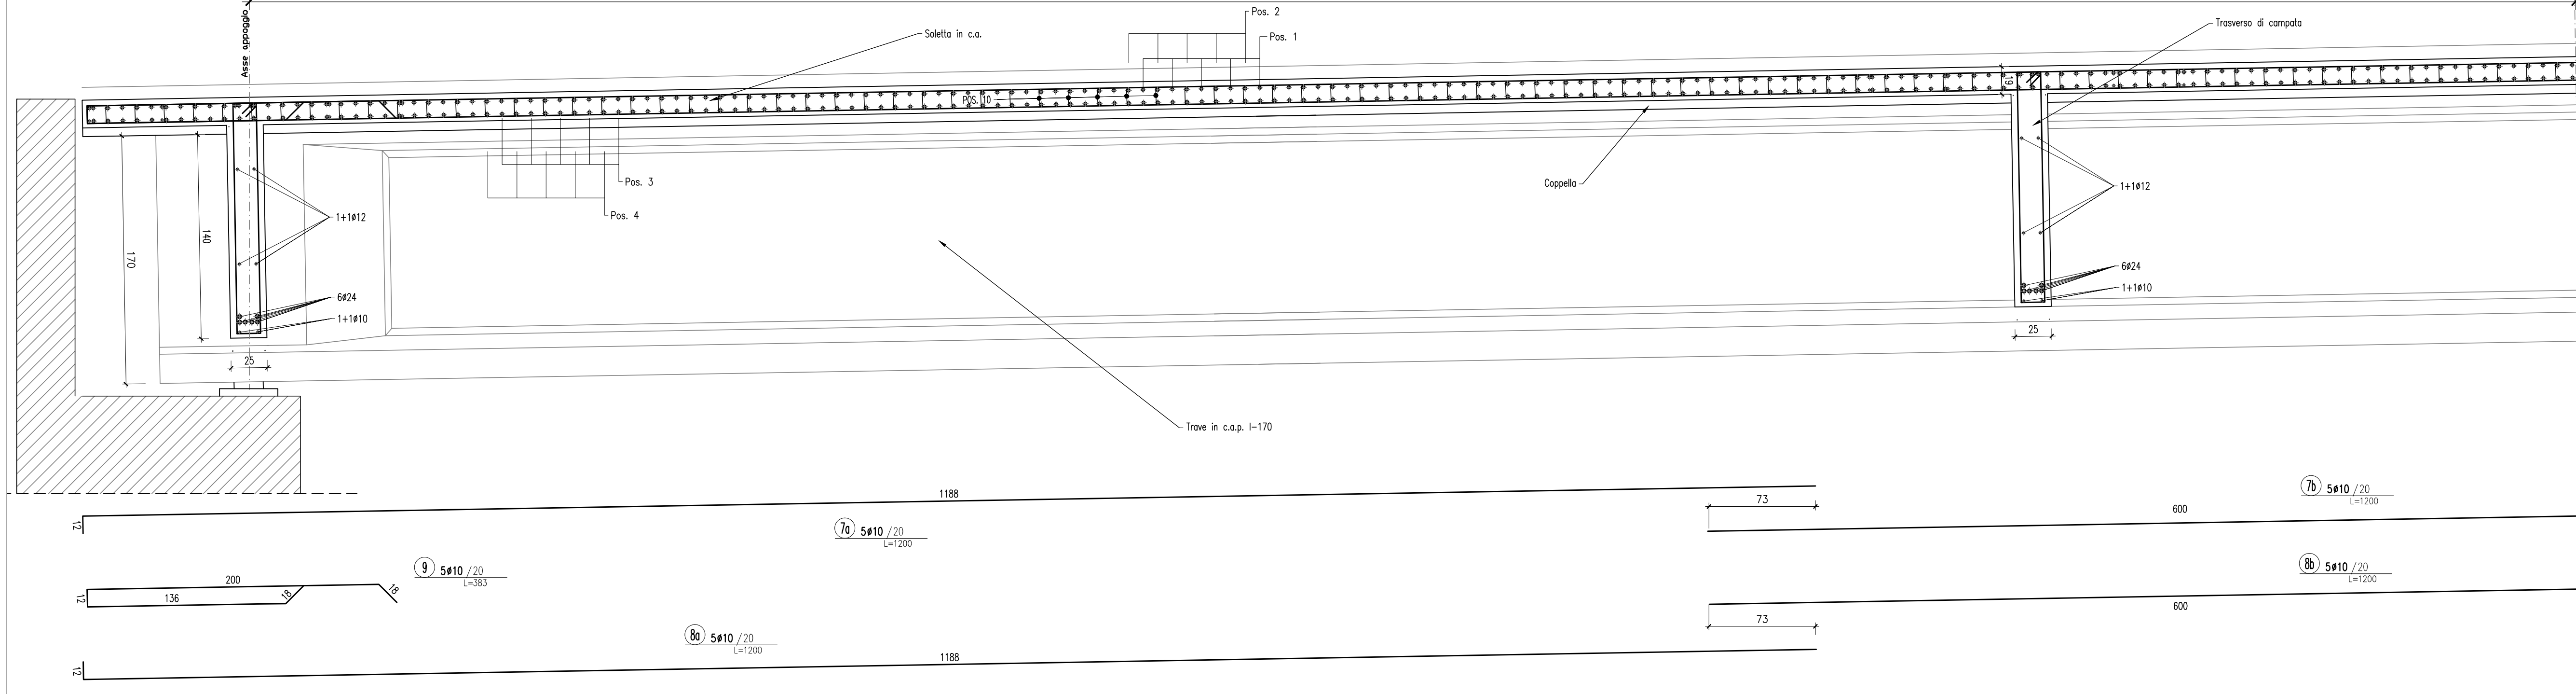 Asse appoggio
Pos. 2
Soletta in c.a.
Pos. 1
Trasverso di campata
19
POS. 10
Pos. 3
Pos. 4
Coppella
1+1ø12
1+1ø12
140
170
6ø24
1+1ø10
6ø24
1+1ø10
25
25
Trave in c.a.p. I-170
12
1188
7a 5ø10 /20
L=1200
73
7b 5ø10 /20
L=1200
600
200
12
136
18
18
9 5ø10 /20
L=383
8b 5ø10 /20
L=1200
600
73
8a 5ø10 /20
L=1200
12
1188